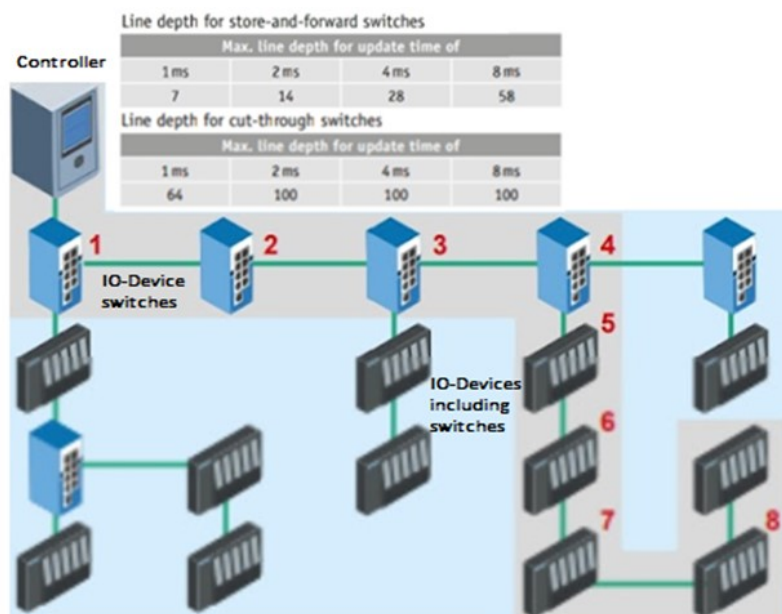 Line depth for store-and-forward switches
Max. line depth for update time of
1 ms 2 ms 4 ms 8 ms
7 14 28 58
Controller
Line depth for cut-through switches
Max. line depth for update time of
1 ms 2 ms 4 ms 8 ms
64 100 100 100
1 2 3 4
IO-Device
switches
5
IO-Devices
including
switches
6
7 8